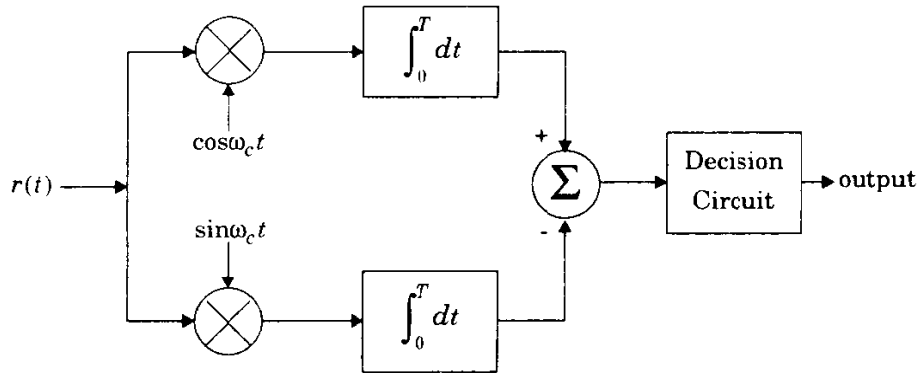 ∫₀ᵀ dt
cosω_c t
+
r(t)
Σ
Decision
Circuit
output
sinω_c t
-
∫₀ᵀ dt